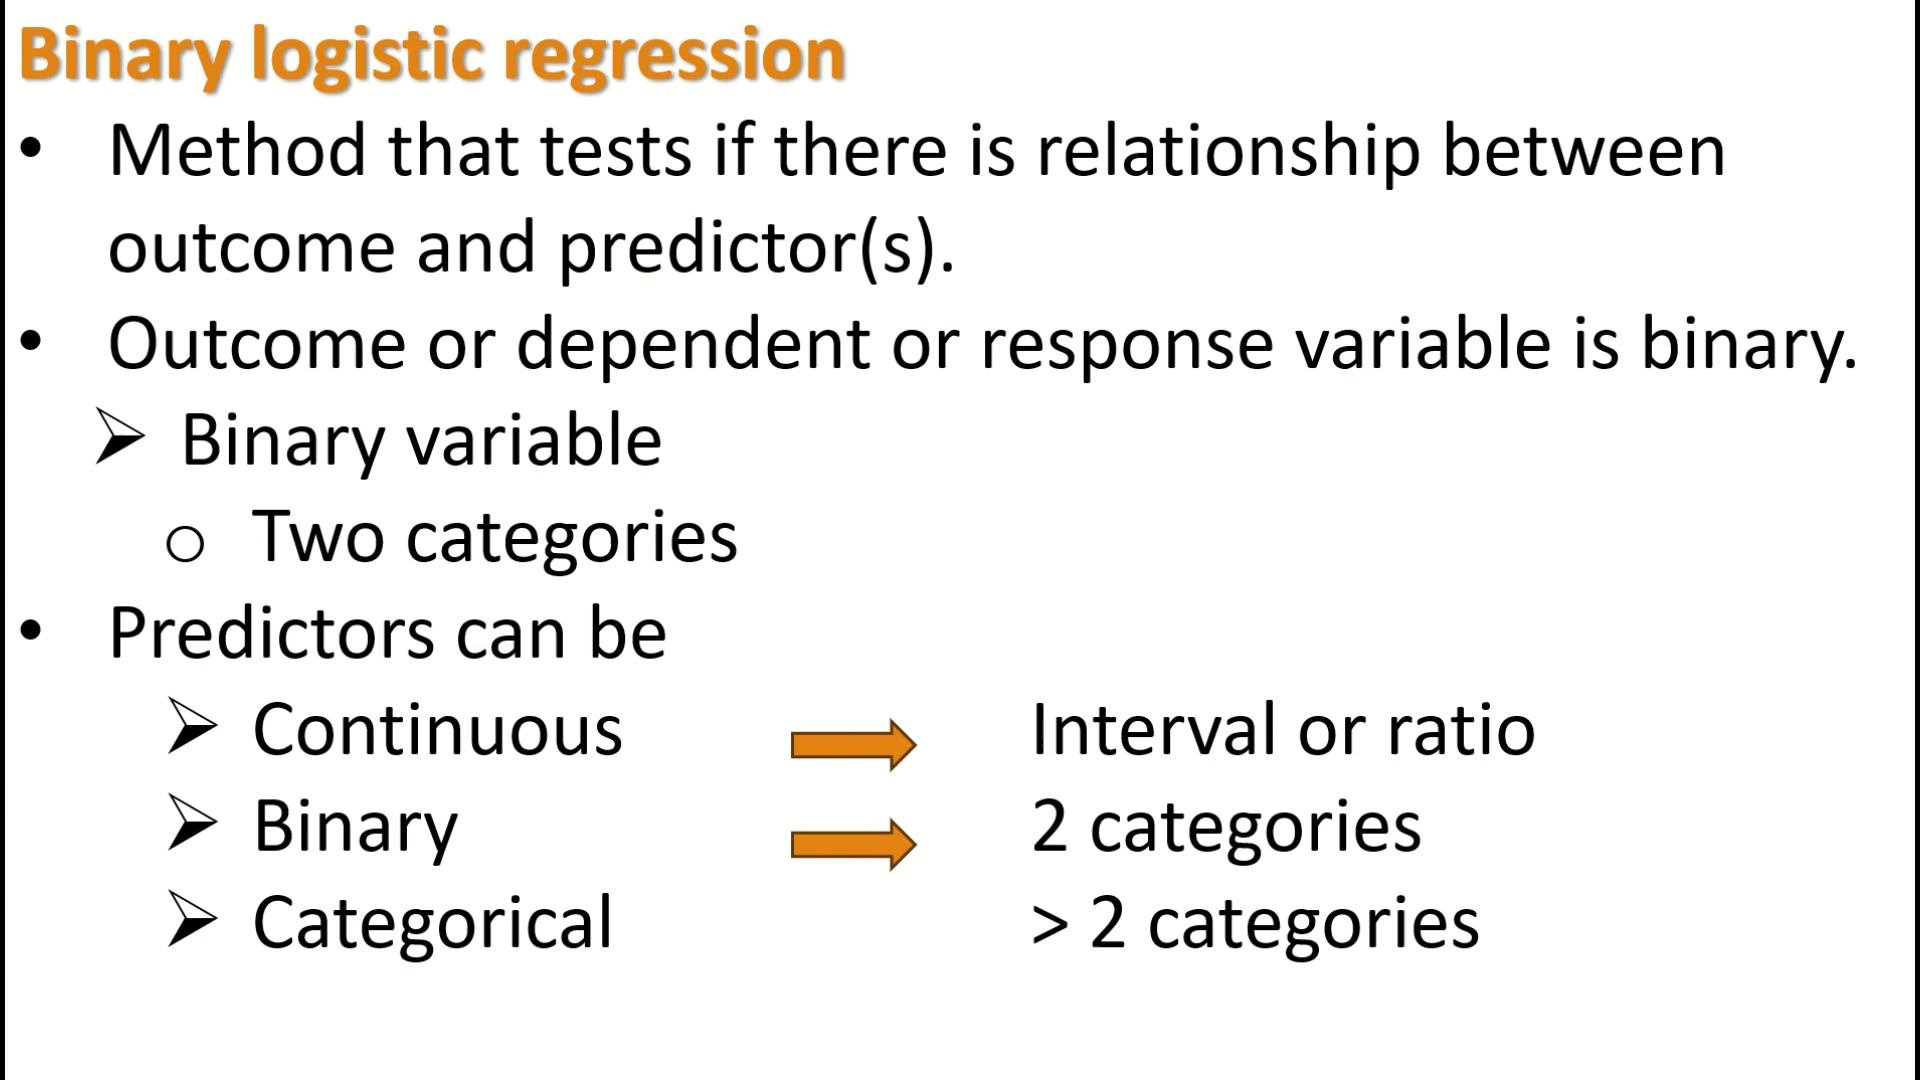 Binary logistic regression
• Method that tests if there is relationship between
outcome and predictor(s).
• Outcome or dependent or response variable is binary.
➢ Binary variable
o Two categories
• Predictors can be
➢ Continuous Interval or ratio
➢ Binary 2 categories
➢ Categorical > 2 categories